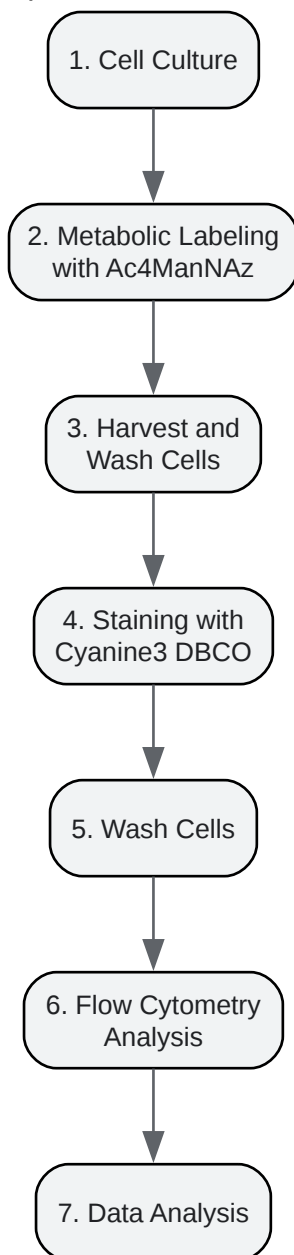 1. Cell Culture
2. Metabolic Labeling
with Ac4ManNAz
3. Harvest and
Wash Cells
4. Staining with
Cyanine3 DBCO
5. Wash Cells
6. Flow Cytometry
Analysis
7. Data Analysis